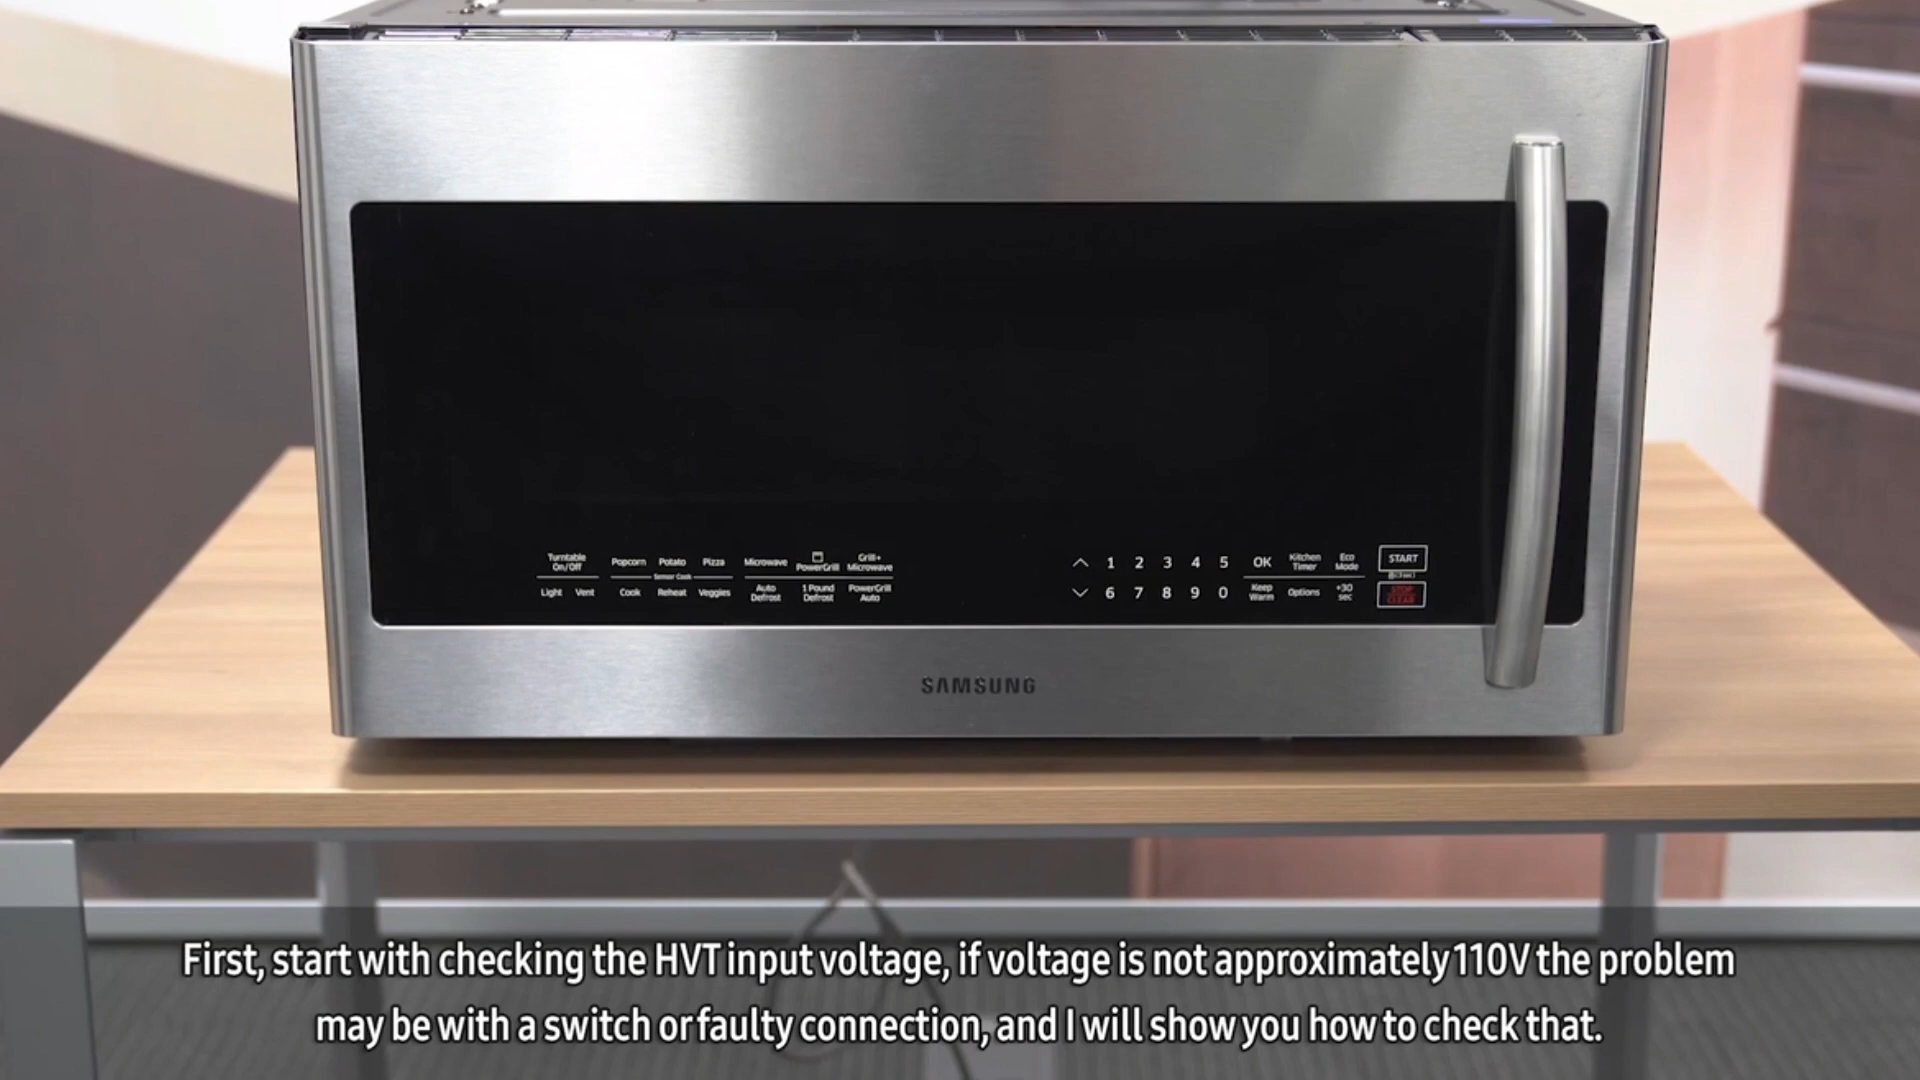 Turntable On/Off
Popcorn Potato Pizza
Microwave PowerGrill Grill+ Microwave
Sensor Cook
Light Vent
Cook Reheat Veggies
Auto Defrost 1 Pound Defrost PowerGrill Auto
1 2 3 4 5 OK Kitchen Timer Eco Mode START
6 7 8 9 0 Keep Warm Options +30 sec STOP CLEAR
SAMSUNG
First, start with checking the HVT input voltage, if voltage is not approximately 110V the problem
may be with a switch or faulty connection, and I will show you how to check that.